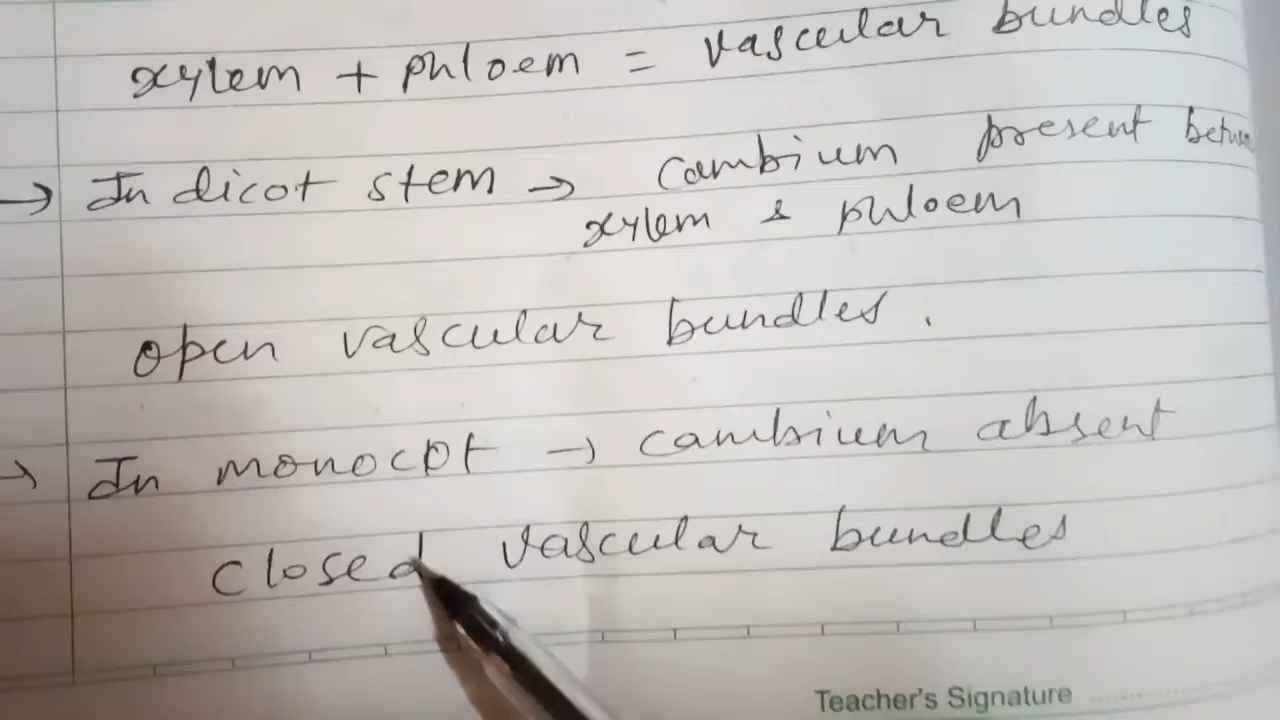 xylem + phloem = vascular bundles
→ In dicot stem → cambium present
xylem & phloem
open vascular bundles.
→ In monocot → cambium absent
closed vascular bundles
Teacher's Signature